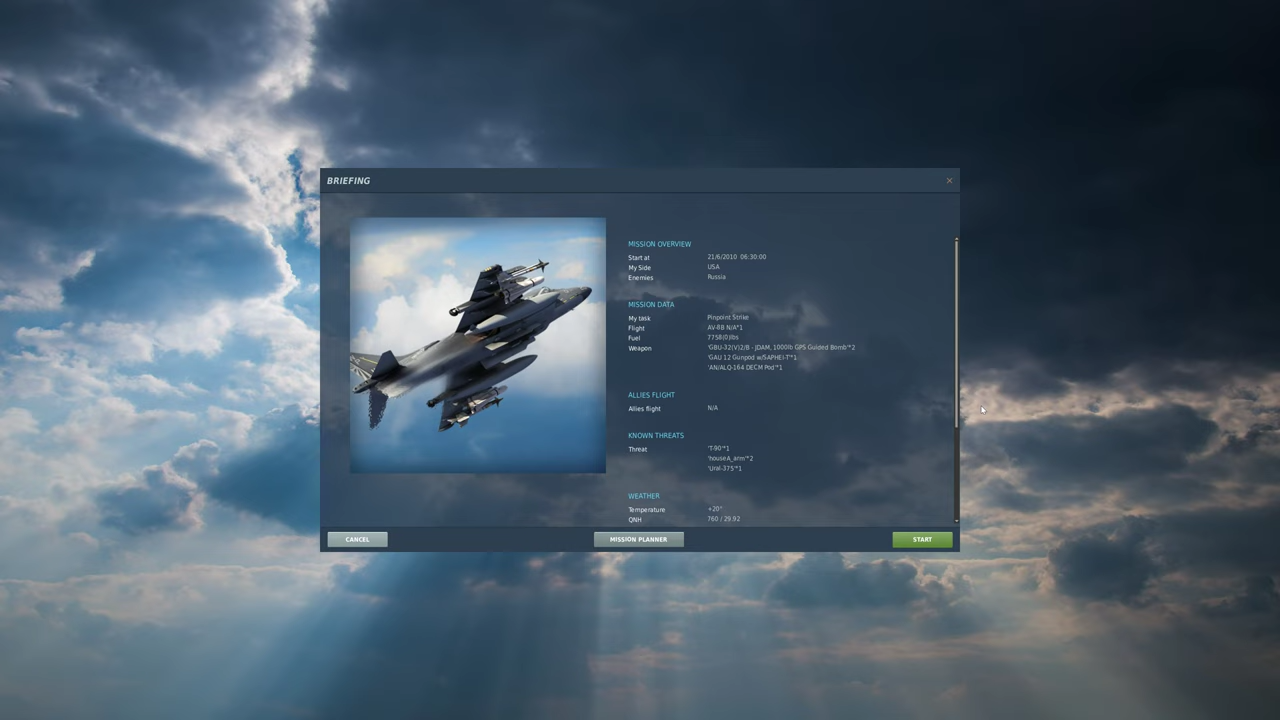 BRIEFING
×
MISSION OVERVIEW
Start at 21/6/2010 06:30:00
My Side USA
Enemies Russia
MISSION DATA
My task Pinpoint Strike
Flight AV-8B N/A*1
Fuel 7758(0)lbs
Weapon 'GBU-32(V)2/B - JDAM, 1000lb GPS Guided Bomb'*2
'GAU 12 Gunpod w/SAPHEI-T'*1
'AN/ALQ-164 DECM Pod'*1
ALLIES FLIGHT
Allies flight N/A
KNOWN THREATS
Threat 'T-90'*1
'houseA_arm'*2
'Ural-375'*1
WEATHER
Temperature +20°
QNH 760 / 29.92
CANCEL MISSION PLANNER START